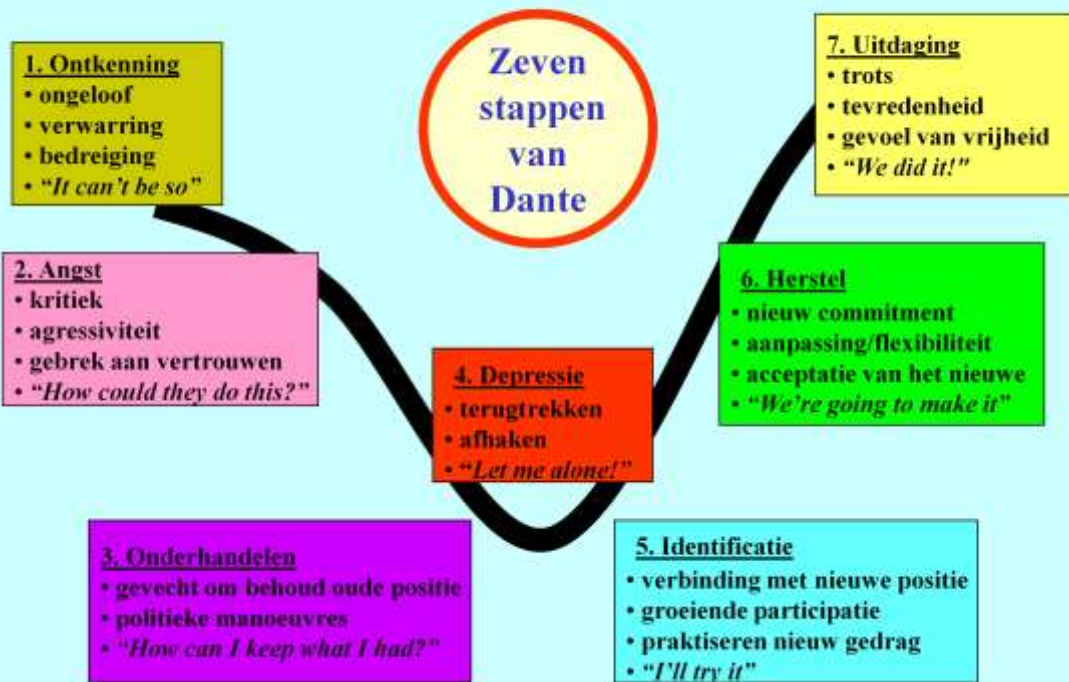 Zeven
stappen
van
Dante
1. Ontkenning
• ongeloof
• verwarring
• bedreiging
• “It can’t be so”
2. Angst
• kritiek
• agressiviteit
• gebrek aan vertrouwen
• “How could they do this?”
3. Onderhandelen
• gevecht om behoud oude positie
• politieke manoeuvres
• “How can I keep what I had?”
4. Depressie
• terugtrekken
• afhaken
• “Let me alone!”
5. Identificatie
• verbinding met nieuwe positie
• groeiende participatie
• praktiseren nieuw gedrag
• “I’ll try it”
6. Herstel
• nieuw commitment
• aanpassing/flexibiliteit
• acceptatie van het nieuwe
• “We’re going to make it”
7. Uitdaging
• trots
• tevredenheid
• gevoel van vrijheid
• “We did it!”